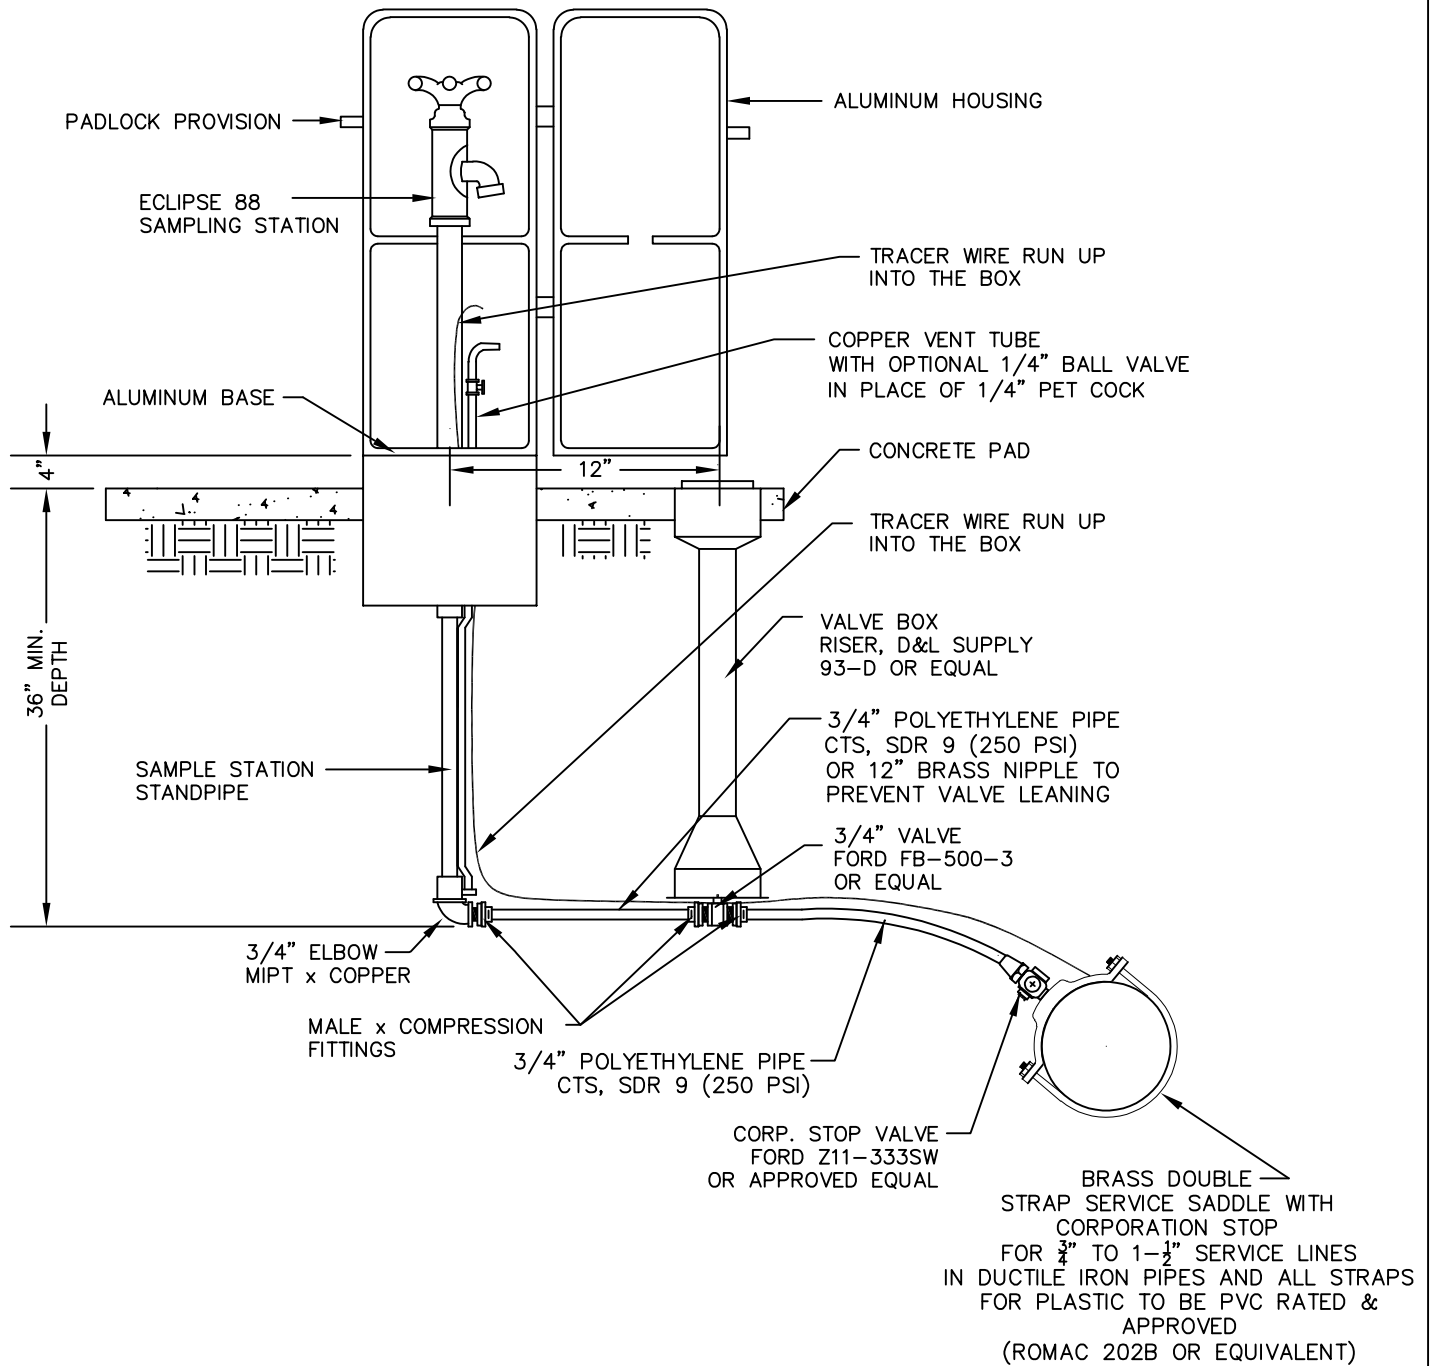 ALUMINUM HOUSING
PADLOCK PROVISION
ECLIPSE 88
SAMPLING STATION
TRACER WIRE RUN UP
INTO THE BOX
COPPER VENT TUBE
WITH OPTIONAL 1/4" BALL VALVE
IN PLACE OF 1/4" PET COCK
ALUMINUM BASE
4"
12"
CONCRETE PAD
TRACER WIRE RUN UP
INTO THE BOX
36" MIN.
DEPTH
VALVE BOX
RISER, D&L SUPPLY
93-D OR EQUAL
3/4" POLYETHYLENE PIPE
CTS, SDR 9 (250 PSI)
OR 12" BRASS NIPPLE TO
PREVENT VALVE LEANING
SAMPLE STATION
STANDPIPE
3/4" VALVE
FORD FB-500-3
OR EQUAL
3/4" ELBOW
MIPT x COPPER
MALE x COMPRESSION
FITTINGS
3/4" POLYETHYLENE PIPE
CTS, SDR 9 (250 PSI)
CORP. STOP VALVE
FORD Z11-333SW
OR APPROVED EQUAL
BRASS DOUBLE
STRAP SERVICE SADDLE WITH
CORPORATION STOP
FOR 3/4" TO 1-1/2" SERVICE LINES
IN DUCTILE IRON PIPES AND ALL STRAPS
FOR PLASTIC TO BE PVC RATED &
APPROVED
(ROMAC 202B OR EQUIVALENT)